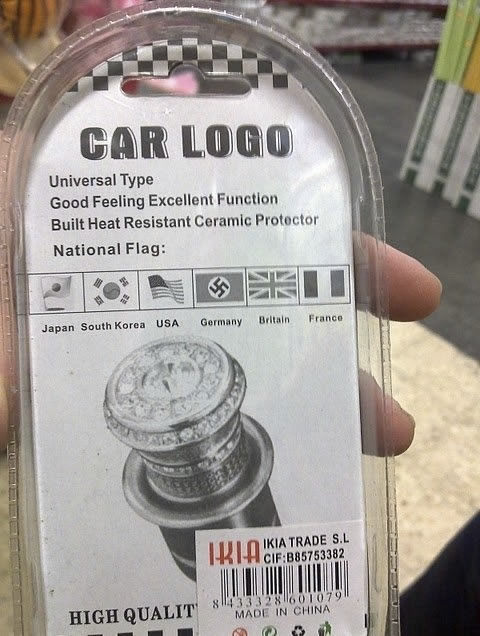 CAR LOGO
Universal Type
Good Feeling Excellent Function
Built Heat Resistant Ceramic Protector
National Flag:
Japan South Korea USA Germany Britain France
IKIA IKIA TRADE S.L
CIF:B85753382
8 433328 601079
MADE IN CHINA
HIGH QUALIT